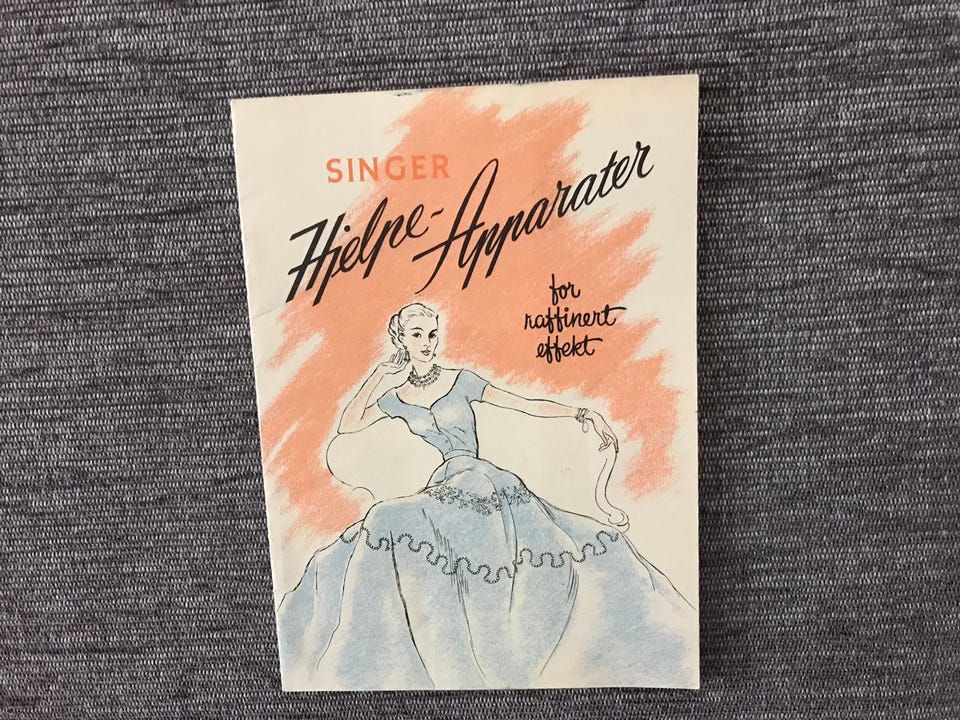 SINGER
Hjelpe-Apparater
for
raffinert
effekt